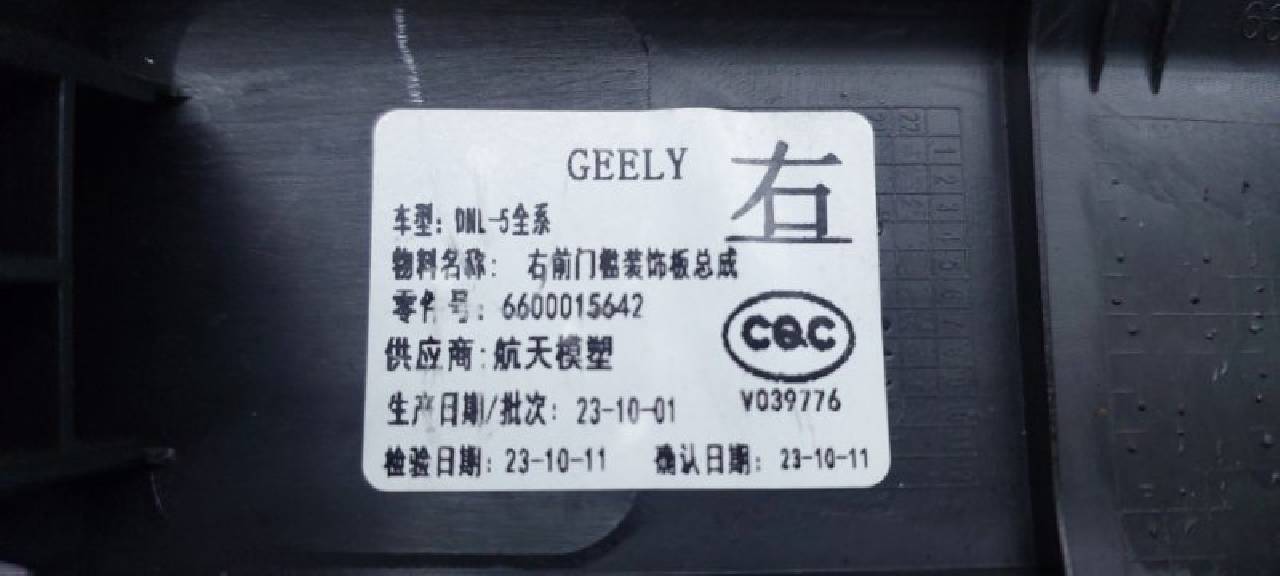 GEELY
右
车型：DNL-5全系
物料名称： 右前门槛装饰板总成
零件号：6600015642
CQC
供应商：航天模塑
生产日期/批次：23-10-01
V039776
检验日期：23-10-11 确认日期：23-10-11